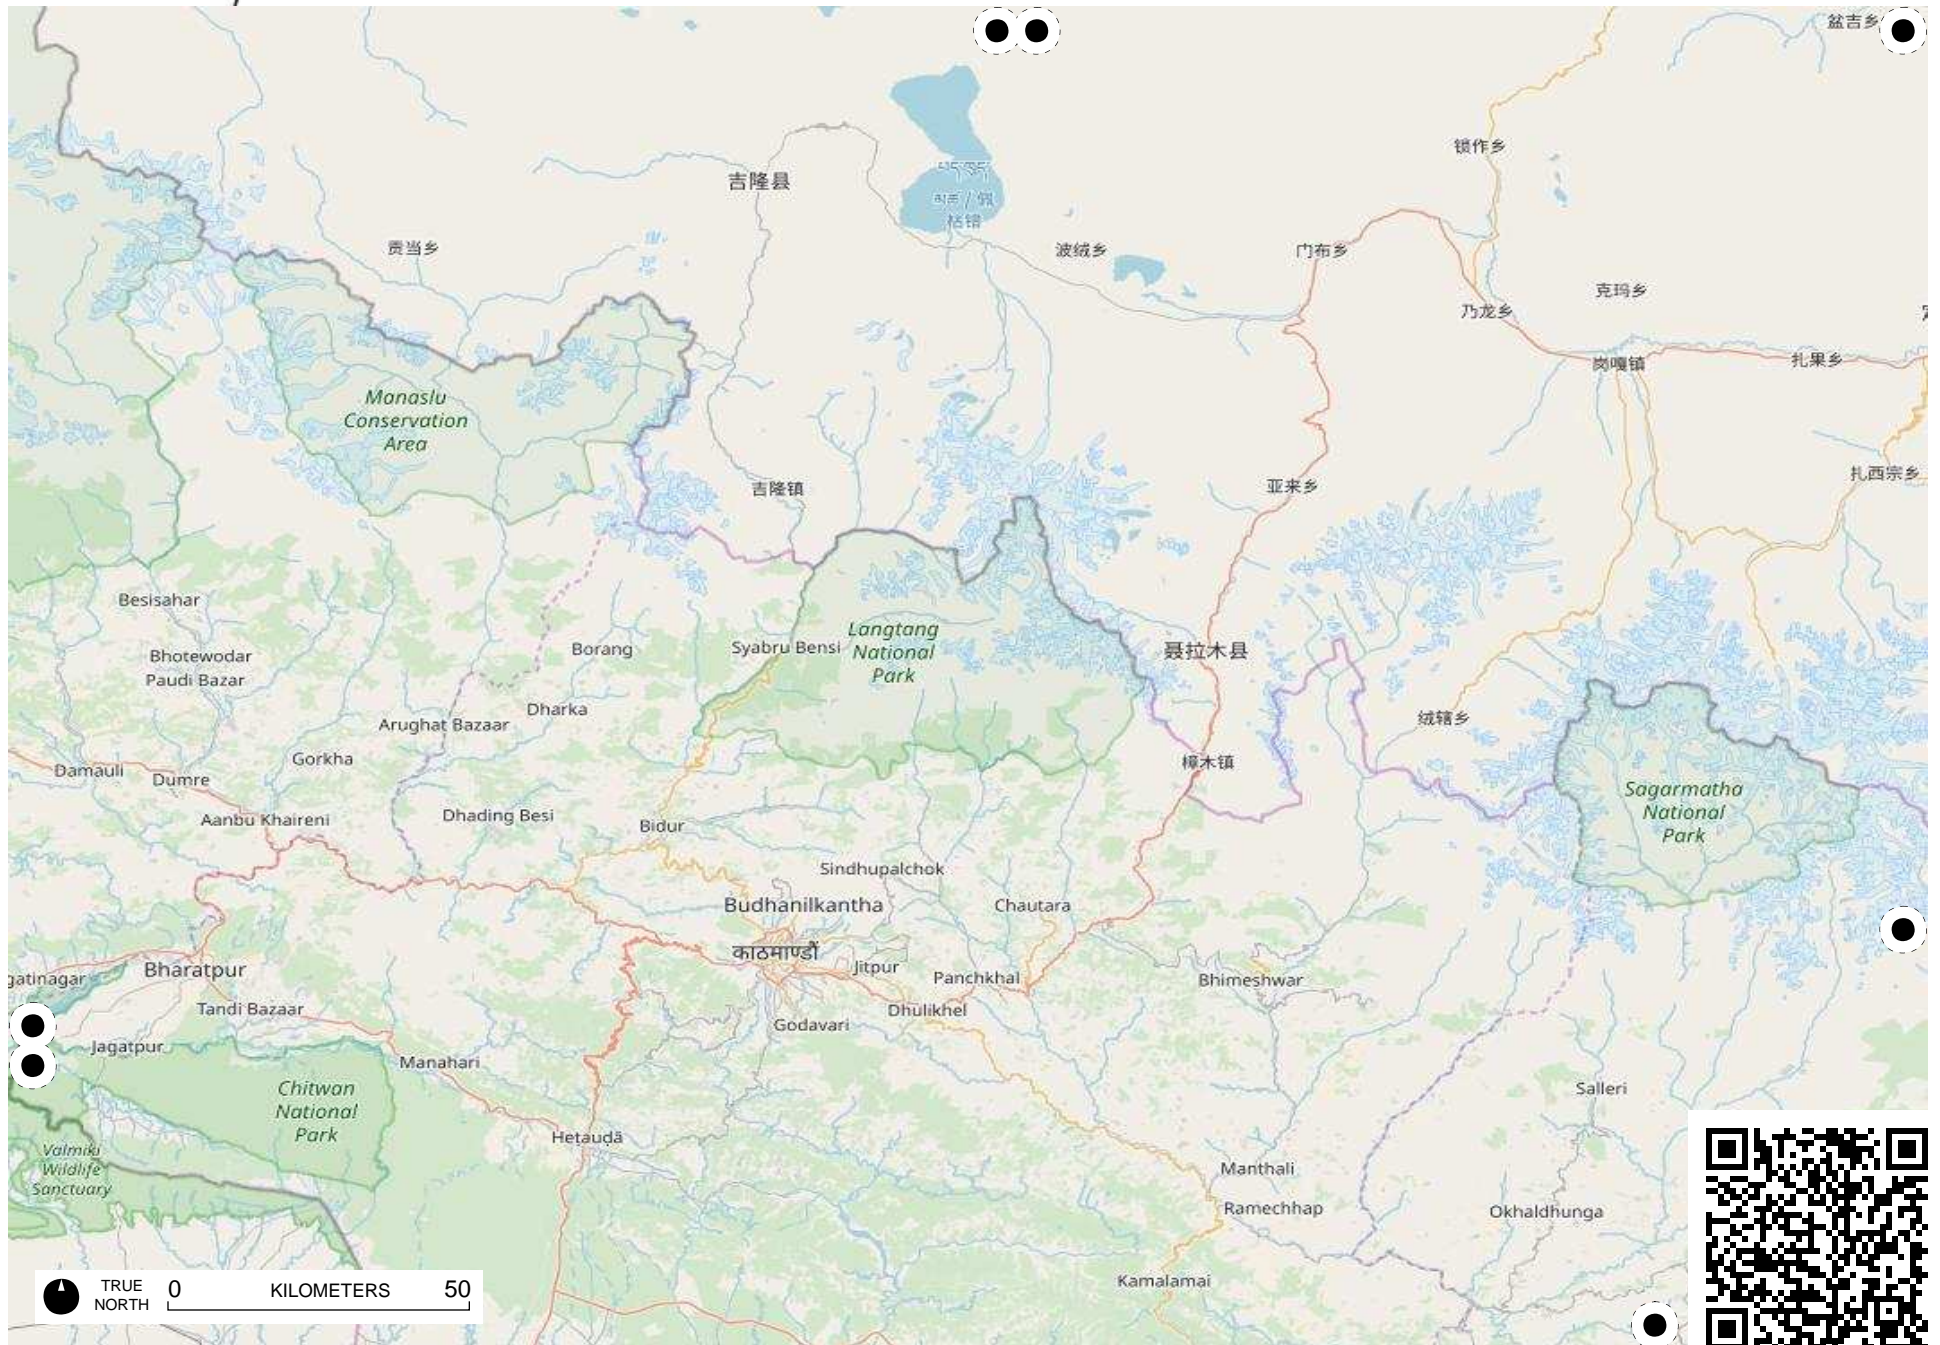 盆吉乡
锁作乡
吉隆县
枯错
贡当乡
波绒乡
门布乡
克玛乡
乃龙乡
岗嘎镇
扎果乡
Manaslu
Conservation
Area
扎西宗乡
吉隆镇
亚来乡
Besisahar
Langtang
National
Park
Syabru Bensi
Borang
聂拉木县
Bhotewodar
Paudi Bazar
Dharka
绒辖乡
Arughat Bazaar
Gorkha
樟木镇
Damauli
Dumre
Sagarmatha
National
Park
Aanbu Khaireni
Dhading Besi
Bidur
Sindhupalchok
Budhanilkantha
Chautara
काठमाण्डौं
Bharatpur
Jitpur
Panchkhal
Bhimeshwar
gatinagar
Tandi Bazaar
Dhulikhel
Godavari
Jagatpur
Manahari
Chitwan
National
Park
Salleri
Hetauda
Valmiki
Wildlife
Sanctuary
Manthali
Ramechhap
Okhaldhunga
Kamalamai
TRUE
NORTH
0 KILOMETERS 50